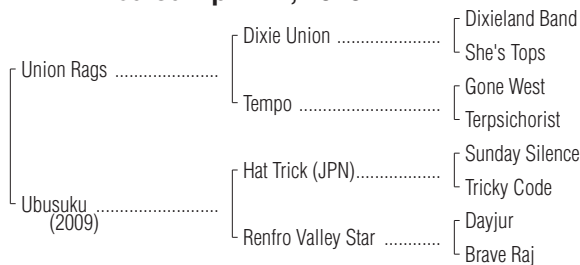 Dixie Union .......................... Dixieland Band
She's Tops
Union Rags .......................
Tempo ................................... Gone West
Terpsichorist
Hat Trick (JPN)..................... Sunday Silence
Tricky Code
Ubusuku ...........................
(2009)
Renfro Valley Star ............ Dayjur
Brave Raj